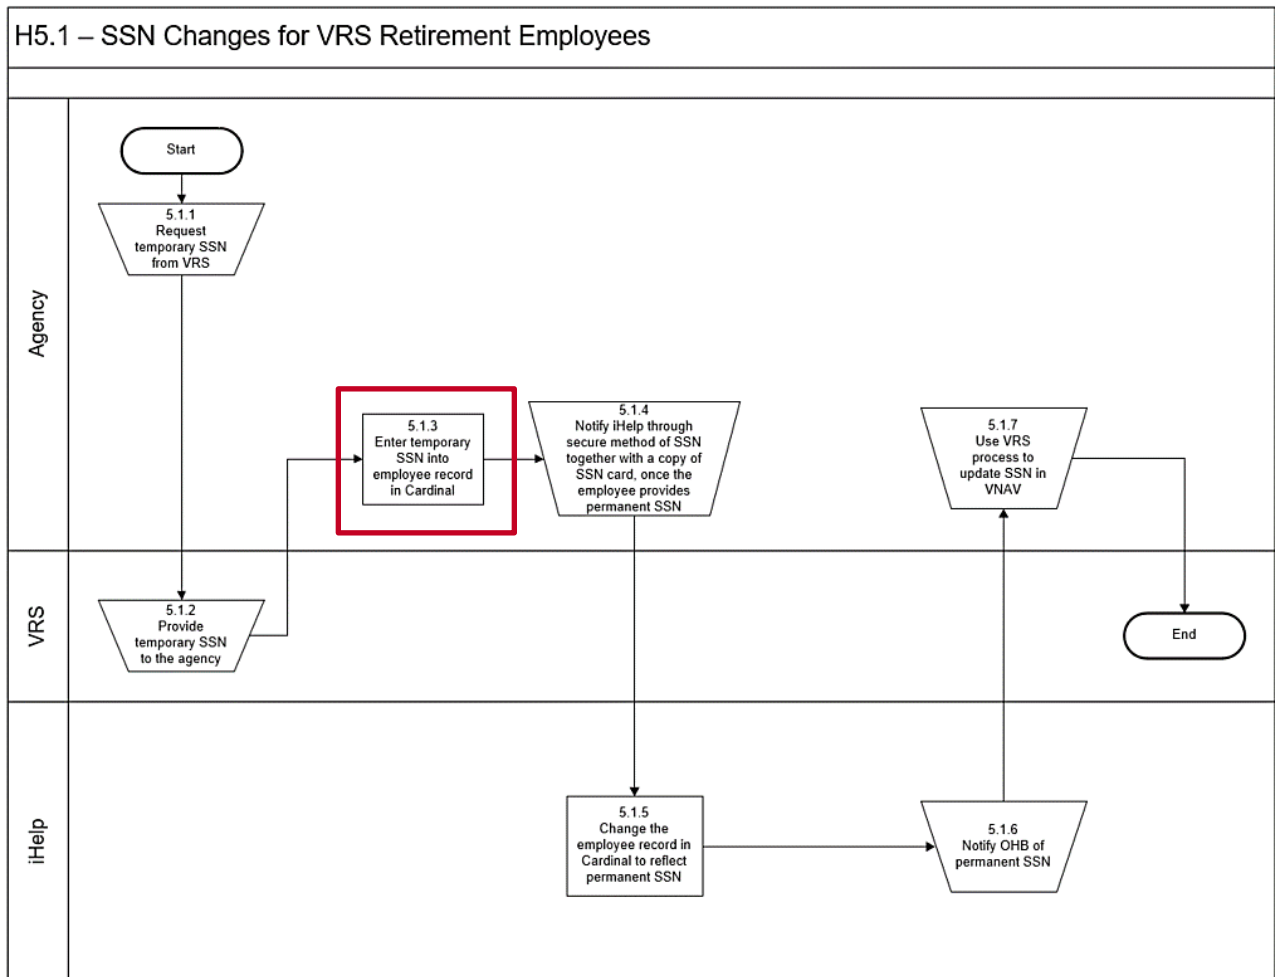 H5.1 – SSN Changes for VRS Retirement Employees
Agency
Start
5.1.1
Request
temporary SSN
from VRS
5.1.3
Enter temporary
SSN into
employee record
in Cardinal
5.1.4
Notify iHelp through
secure method of SSN
together with a copy of
SSN card, once the
employee provides
permanent SSN
5.1.7
Use VRS
process to
update SSN in
VNAV
VRS
5.1.2
Provide
temporary SSN
to the agency
End
iHelp
5.1.5
Change the
employee record in
Cardinal to reflect
permanent SSN
5.1.6
Notify OHB of
permanent SSN